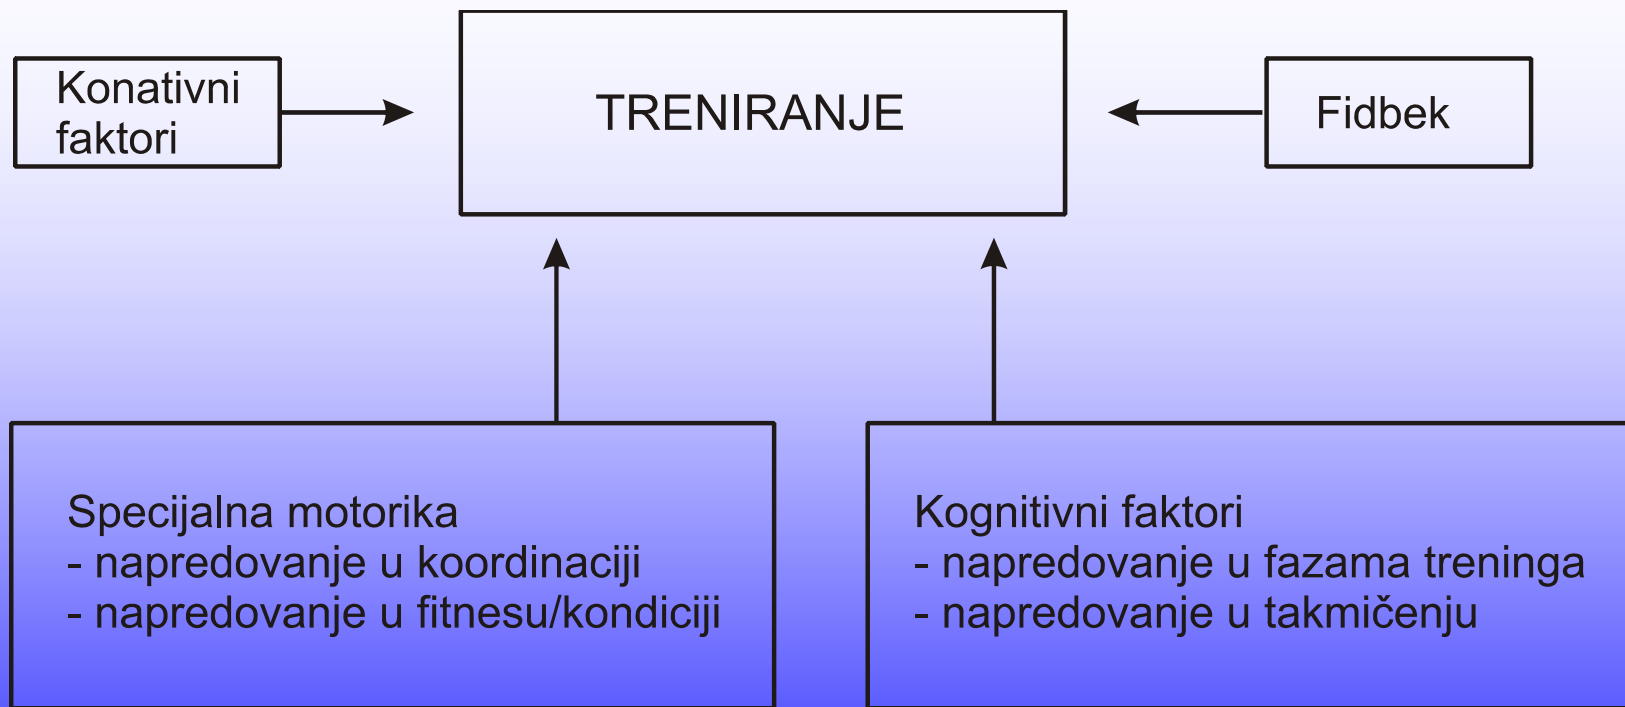 Konativni
faktori
TRENIRANJE
Fidbek
Specijalna motorika
- napredovanje u koordinaciji
- napredovanje u fitnesu/kondiciji
Kognitivni faktori
- napredovanje u fazama treninga
- napredovanje u takmičenju